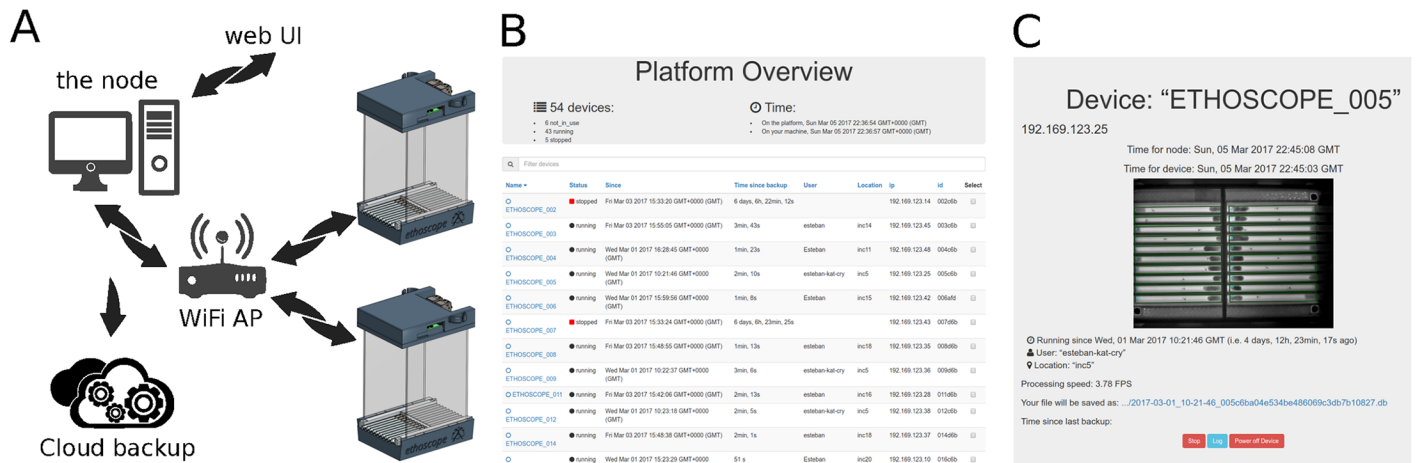 A
web UI
the node
WiFi AP
Cloud backup
ethoscope
ethoscope
B
Platform Overview
54 devices:
6 not_in_use
43 running
5 stopped
Time:
On the platform, Sun Mar 05 2017 22:36:54 GMT+0000 (GMT)
On your machine, Sun Mar 05 2017 22:36:57 GMT+0000 (GMT)
Filter devices
Name Status Since Time since backup User Location ip id Select
ETHOSCOPE_002 stopped Fri Mar 03 2017 15:33:20 GMT+0000 (GMT) 6 days, 6h, 22min, 12s 192.169.123.14 002c6b
ETHOSCOPE_003 running Fri Mar 03 2017 15:55:05 GMT+0000 (GMT) 3min, 43s esteban inc14 192.169.123.45 003c6b
ETHOSCOPE_004 running Wed Mar 01 2017 16:28:45 GMT+0000 (GMT) 1min, 23s Esteban inc11 192.169.123.48 004c6b
ETHOSCOPE_005 running Wed Mar 01 2017 10:21:46 GMT+0000 (GMT) 2min, 10s esteban-kat-cry inc5 192.169.123.25 005c6b
ETHOSCOPE_006 running Wed Mar 01 2017 15:59:56 GMT+0000 (GMT) 1min, 8s Esteban inc15 192.169.123.42 006afd
ETHOSCOPE_007 stopped Fri Mar 03 2017 15:33:24 GMT+0000 (GMT) 6 days, 6h, 23min, 25s 192.169.123.43 007d6b
ETHOSCOPE_008 running Fri Mar 03 2017 15:48:55 GMT+0000 (GMT) 1min, 13s esteban inc18 192.169.123.35 008d6b
ETHOSCOPE_009 running Wed Mar 01 2017 10:22:37 GMT+0000 (GMT) 3min, 6s esteban-kat-cry inc5 192.169.123.36 009d6b
ETHOSCOPE_011 running Fri Mar 03 2017 15:42:06 GMT+0000 (GMT) 2min, 13s esteban inc16 192.169.123.28 011d6b
ETHOSCOPE_012 running Wed Mar 01 2017 10:23:18 GMT+0000 (GMT) 2min, 5s esteban-kat-cry inc5 192.169.123.38 012c6b
ETHOSCOPE_014 running Fri Mar 03 2017 15:48:38 GMT+0000 (GMT) 2min, 1s esteban inc18 192.169.123.37 014d6b
running Wed Mar 01 2017 15:23:29 GMT+0000 51 s Esteban inc20 192.169.123.10 016c6b
C
Device: “ETHOSCOPE_005”
192.169.123.25
Time for node: Sun, 05 Mar 2017 22:45:08 GMT
Time for device: Sun, 05 Mar 2017 22:45:03 GMT
Running since Wed, 01 Mar 2017 10:21:46 GMT (i.e. 4 days, 12h, 23min, 17s ago)
User: “esteban-kat-cry”
Location: “inc5”
Processing speed: 3.78 FPS
Your file will be saved as: .../2017-03-01_10-21-46_005c6ba04e534be486069c3db7b10827.db
Time since last backup:
Stop Log Power off Device